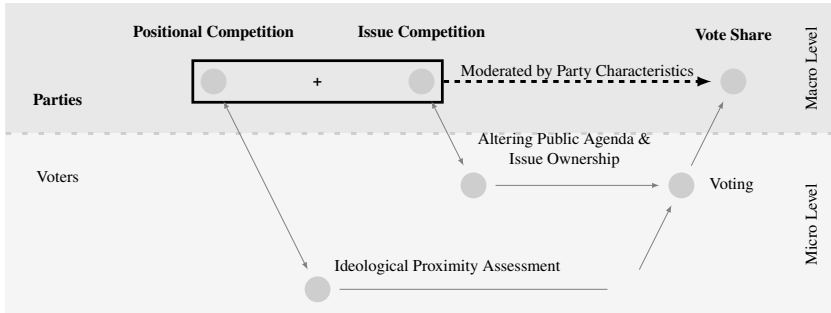 Positional Competition
Issue Competition
Vote Share
+
Moderated by Party Characteristics
Parties
Macro Level
Altering Public Agenda &
Issue Ownership
Voters
Voting
Micro Level
Ideological Proximity Assessment